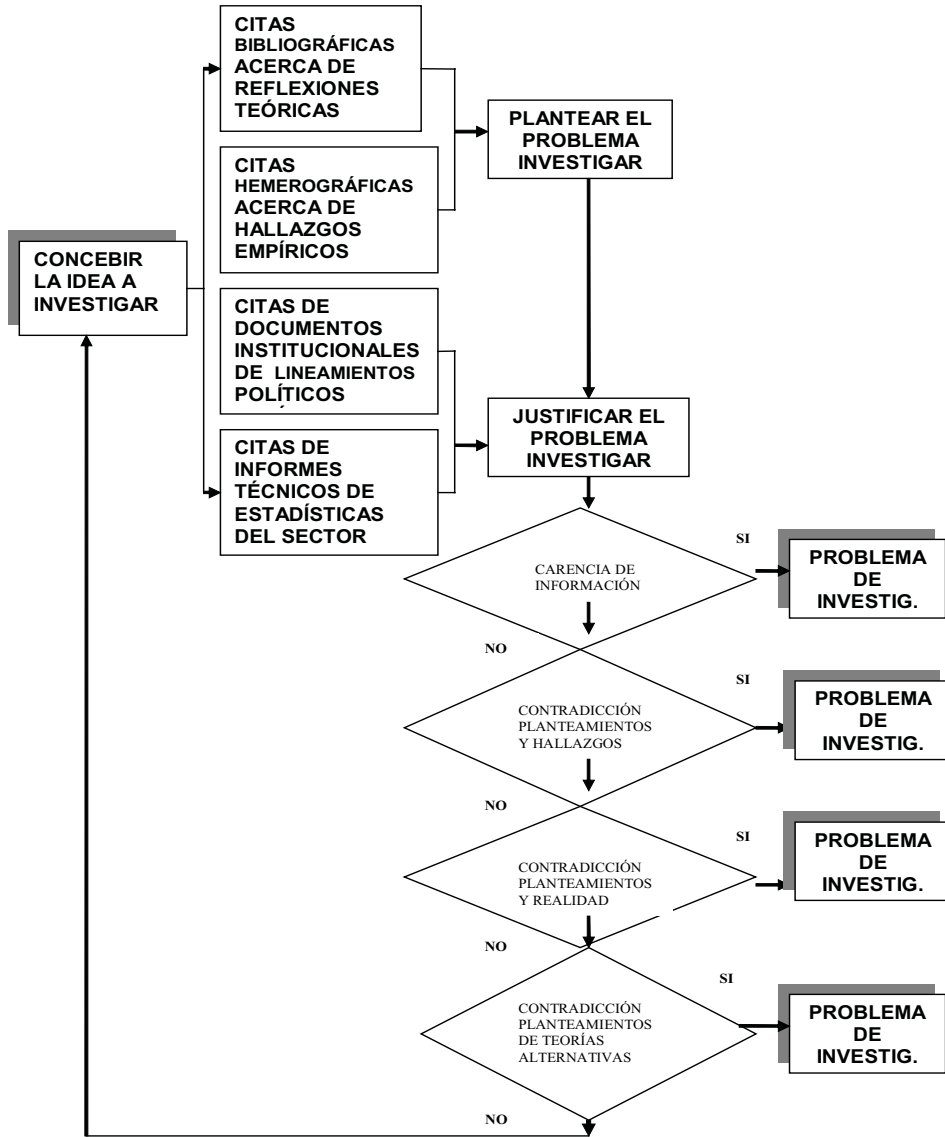 CITAS
BIBLIOGRÁFICAS
ACERCA DE
REFLEXIONES
TEÓRICAS
PLANTEAR EL
PROBLEMA
INVESTIGAR
CITAS
HEMEROGRÁFICAS
ACERCA DE
HALLAZGOS
EMPÍRICOS
CONCEBIR
LA IDEA A
INVESTIGAR
CITAS DE
DOCUMENTOS
INSTITUCIONALES
DE LINEAMIENTOS
POLÍTICOS
JUSTIFICAR EL
PROBLEMA
INVESTIGAR
CITAS DE
INFORMES
TÉCNICOS DE
ESTADÍSTICAS
DEL SECTOR
CARENCIA DE
INFORMACIÓN
SI
PROBLEMA
DE
INVESTIG.
NO
CONTRADICCIÓN
PLANTEAMIENTOS
Y HALLAZGOS
SI
PROBLEMA
DE
INVESTIG.
NO
CONTRADICCIÓN
PLANTEAMIENTOS
Y REALIDAD
SI
PROBLEMA
DE
INVESTIG.
NO
CONTRADICCIÓN
PLANTEAMIENTOS
DE TEORÍAS
ALTERNATIVAS
SI
PROBLEMA
DE
INVESTIG.
NO